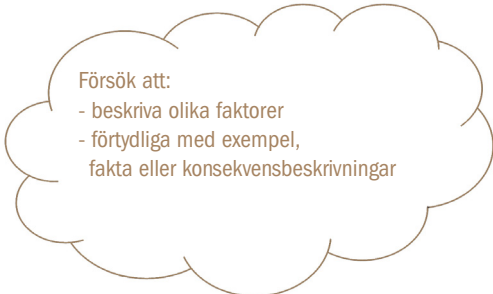 Försök att:
- beskriva olika faktorer
- förtydliga med exempel,
fakta eller konsekvensbeskrivningar